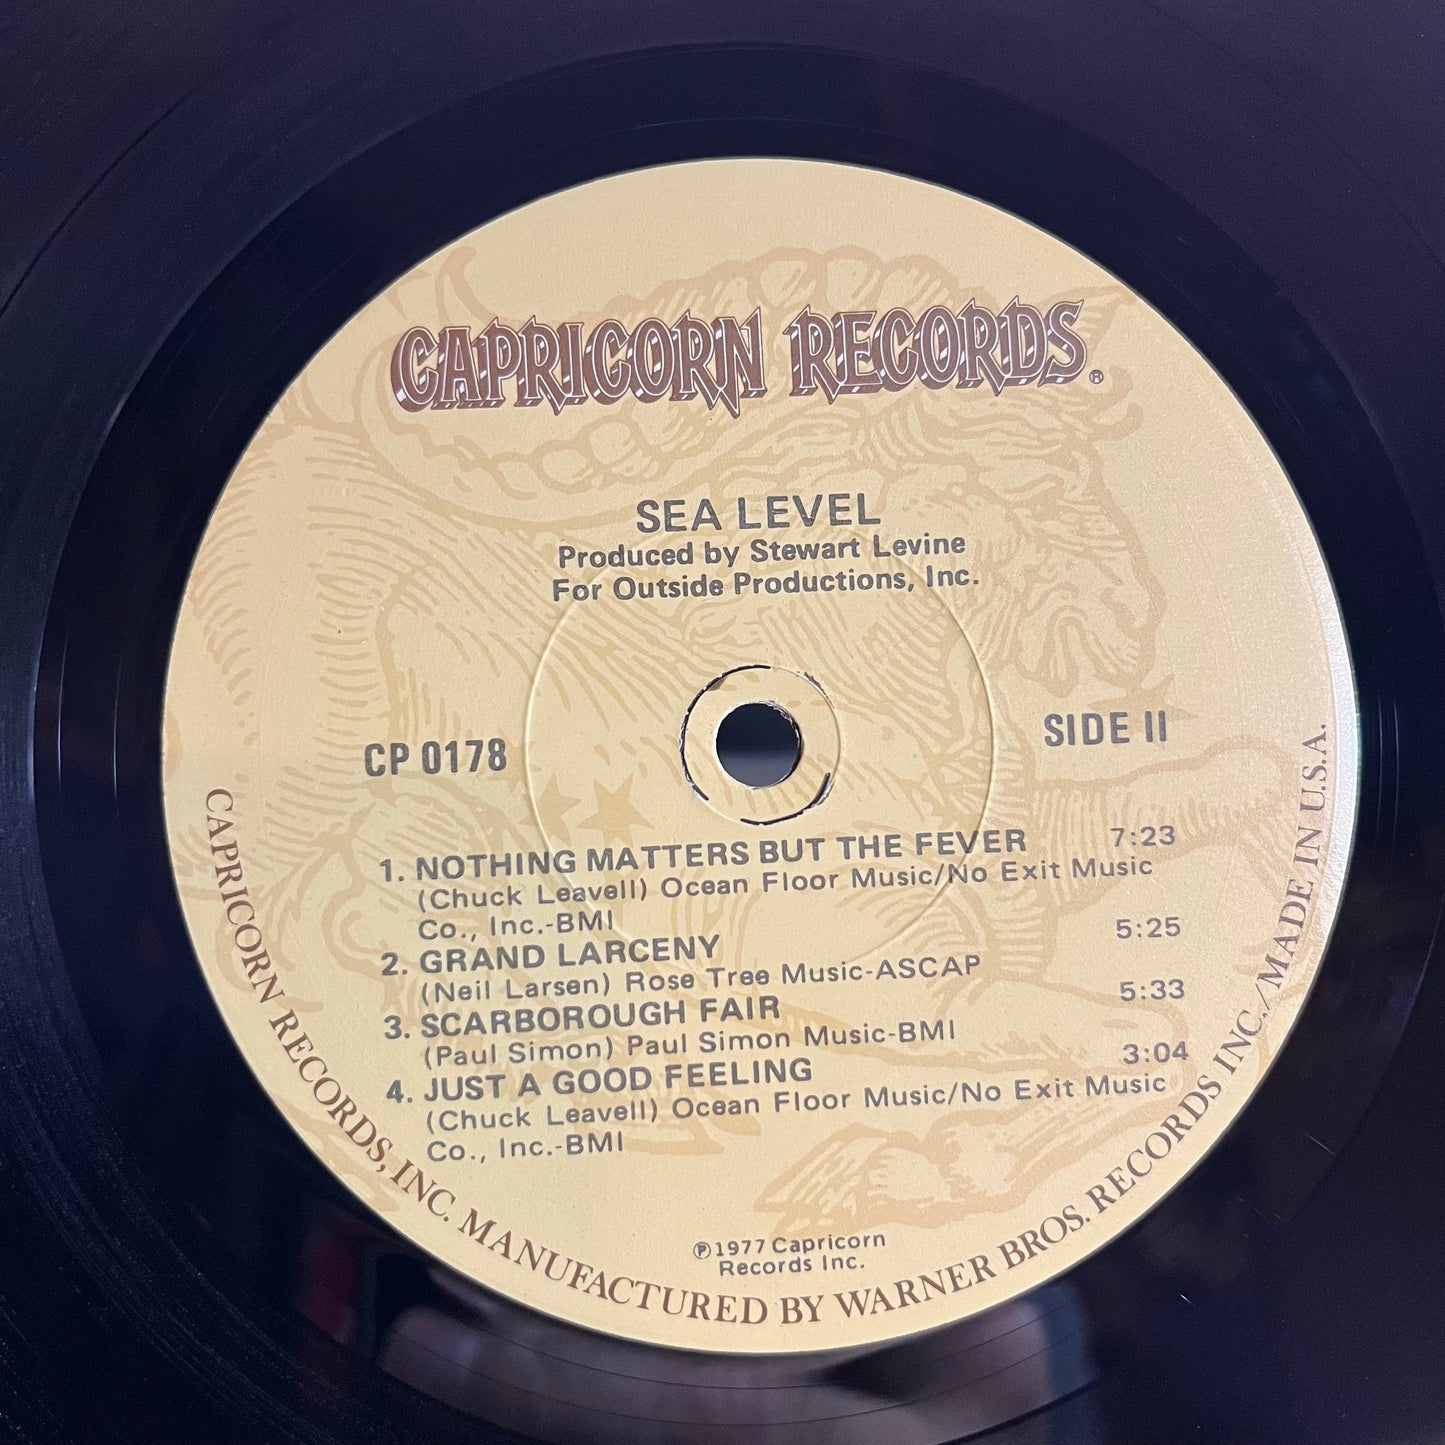 CAPRICORN RECORDS®
SEA LEVEL
Produced by Stewart Levine
For Outside Productions, Inc.
CP 0178
SIDE II
1. NOTHING MATTERS BUT THE FEVER 7:23
(Chuck Leavell) Ocean Floor Music/No Exit Music
Co., Inc.-BMI
2. GRAND LARCENY 5:25
(Neil Larsen) Rose Tree Music-ASCAP
3. SCARBOROUGH FAIR 5:33
(Paul Simon) Paul Simon Music-BMI
4. JUST A GOOD FEELING 3:04
(Chuck Leavell) Ocean Floor Music/No Exit Music
Co., Inc.-BMI
℗1977 Capricorn
Records Inc.
CAPRICORN RECORDS, INC. MANUFACTURED BY WARNER BROS. RECORDS INC./MADE IN U.S.A.